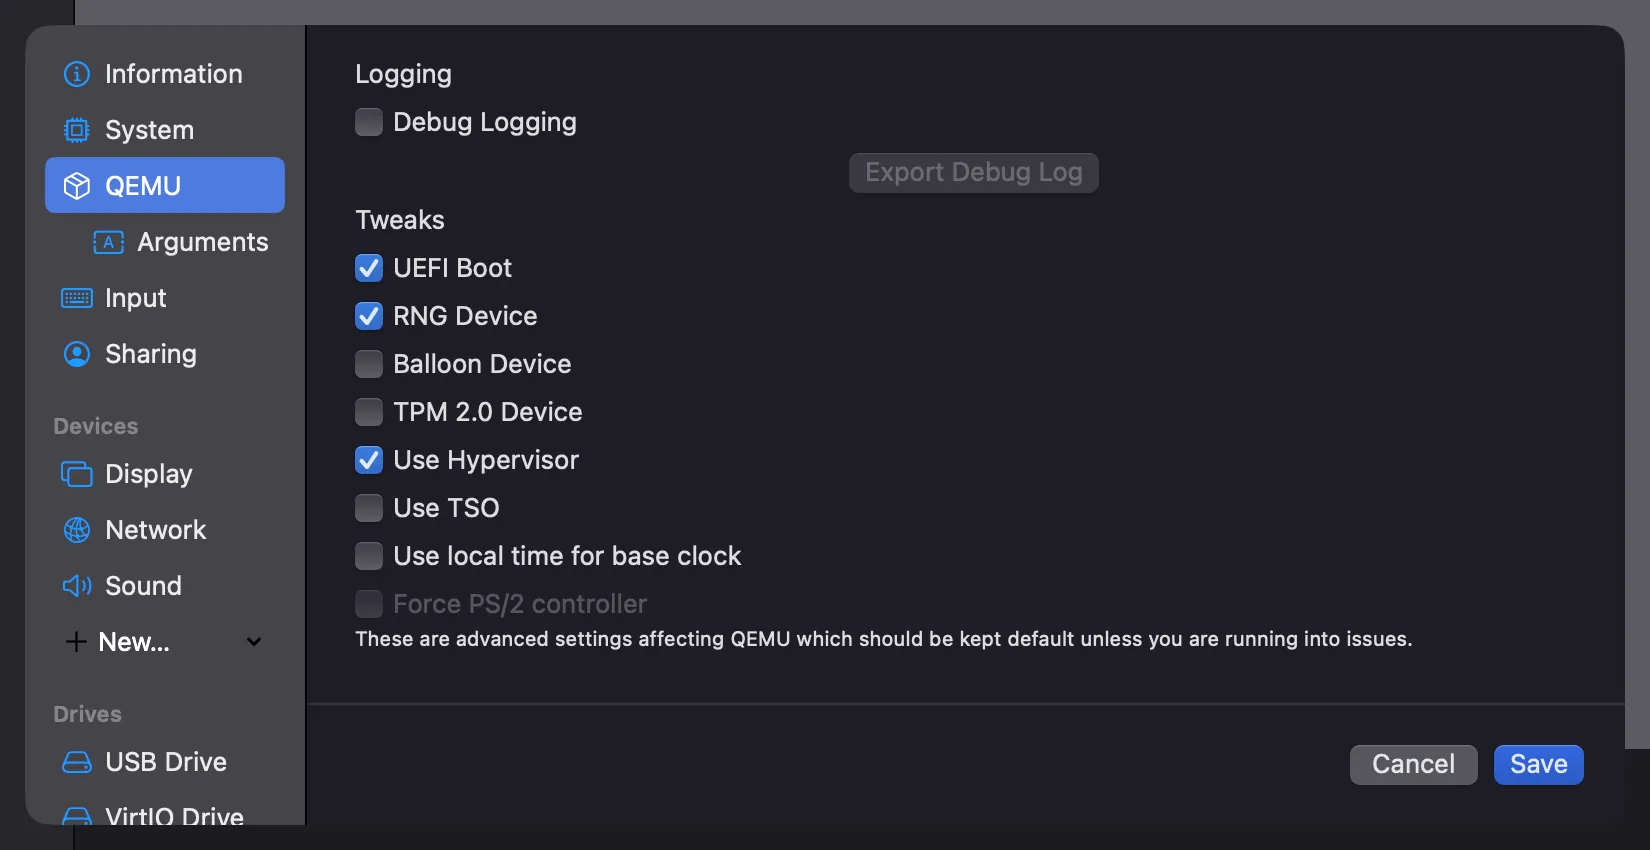 Information
System
QEMU
Arguments
Input
Sharing
Devices
Display
Network
Sound
New...
Drives
USB Drive
VirtIO Drive
Logging
Debug Logging
Export Debug Log
Tweaks
UEFI Boot
RNG Device
Balloon Device
TPM 2.0 Device
Use Hypervisor
Use TSO
Use local time for base clock
Force PS/2 controller
These are advanced settings affecting QEMU which should be kept default unless you are running into issues.
Cancel
Save